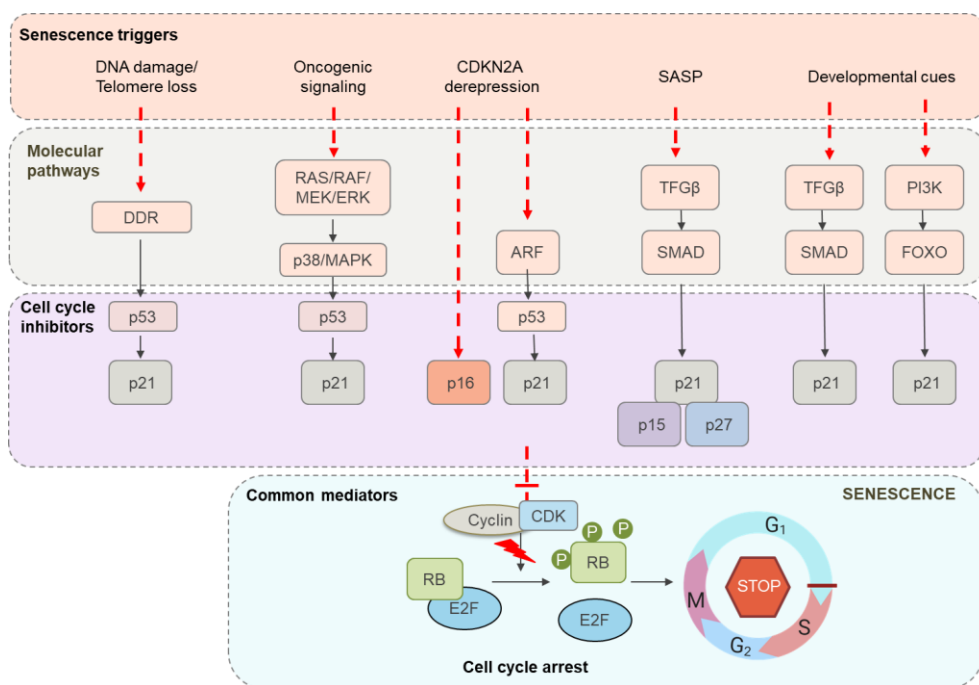 Senescence triggers
DNA damage/
Telomere loss
Oncogenic
signaling
CDKN2A
derepression
SASP
Developmental cues
Molecular
pathways
RAS/RAF/
MEK/ERK
TFGβ
TFGβ
PI3K
DDR
p38/MAPK
ARF
SMAD
SMAD
FOXO
Cell cycle
inhibitors
p53
p53
p53
p21
p21
p16
p21
p21
p15
p27
p21
p21
Common mediators
SENESCENCE
Cyclin
CDK
P
P
P
RB
RB
E2F
E2F
G1
STOP
M
S
G2
Cell cycle arrest